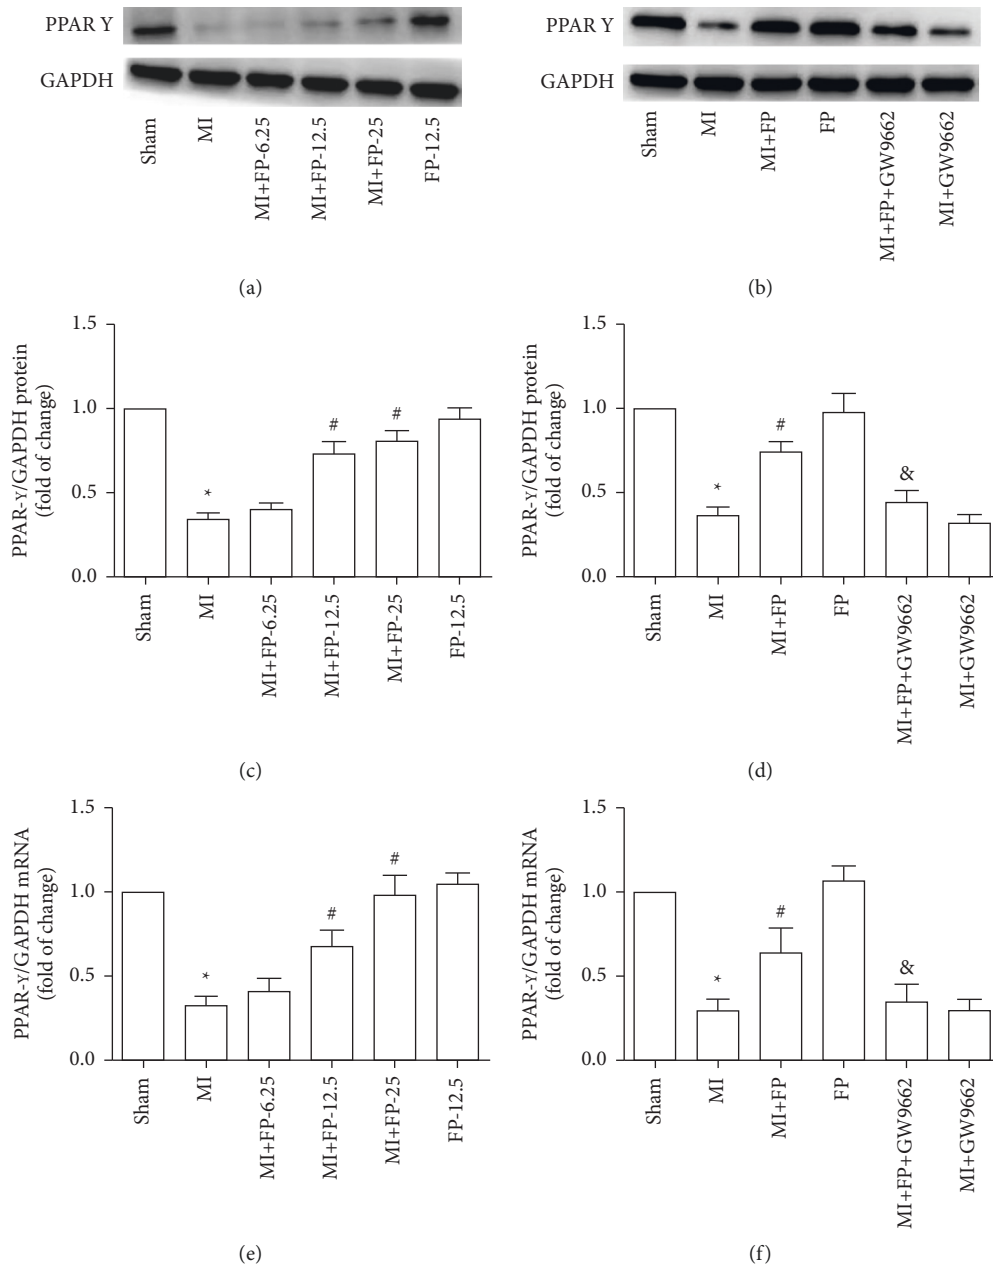 PPAR Y
GAPDH
Sham
MI
MI+FP-6.25
MI+FP-12.5
MI+FP-25
FP-12.5
(a)
PPAR Y
GAPDH
Sham
MI
MI+FP
FP
MI+FP+GW9662
MI+GW9662
(b)
PPAR-Y/GAPDH protein
(fold of change)
1.5
1.0
0.5
0.0
*
#
#
Sham
MI
MI+FP-6.25
MI+FP-12.5
MI+FP-25
FP-12.5
(c)
PPAR-Y/GAPDH protein
(fold of change)
1.5
1.0
0.5
0.0
*
#
&
Sham
MI
MI+FP
FP
MI+FP+GW9662
MI+GW9662
(d)
PPAR-Y/GAPDH mRNA
(fold of change)
1.5
1.0
0.5
0.0
*
#
#
Sham
MI
MI+FP-6.25
MI+FP-12.5
MI+FP-25
FP-12.5
(e)
PPAR-Y/GAPDH mRNA
(fold of change)
1.5
1.0
0.5
0.0
*
#
&
Sham
MI
MI+FP
FP
MI+FP+GW9662
MI+GW9662
(f)